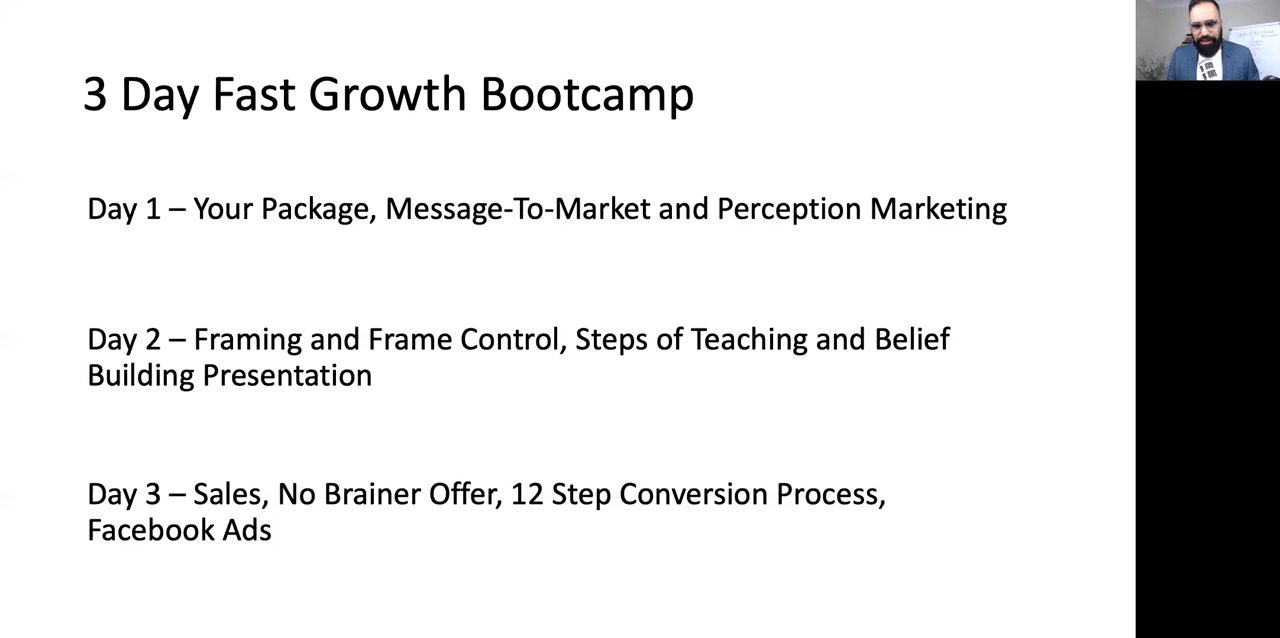 3 Day Fast Growth Bootcamp
Day 1 – Your Package, Message-To-Market and Perception Marketing
Day 2 – Framing and Frame Control, Steps of Teaching and Belief
Building Presentation
Day 3 – Sales, No Brainer Offer, 12 Step Conversion Process,
Facebook Ads